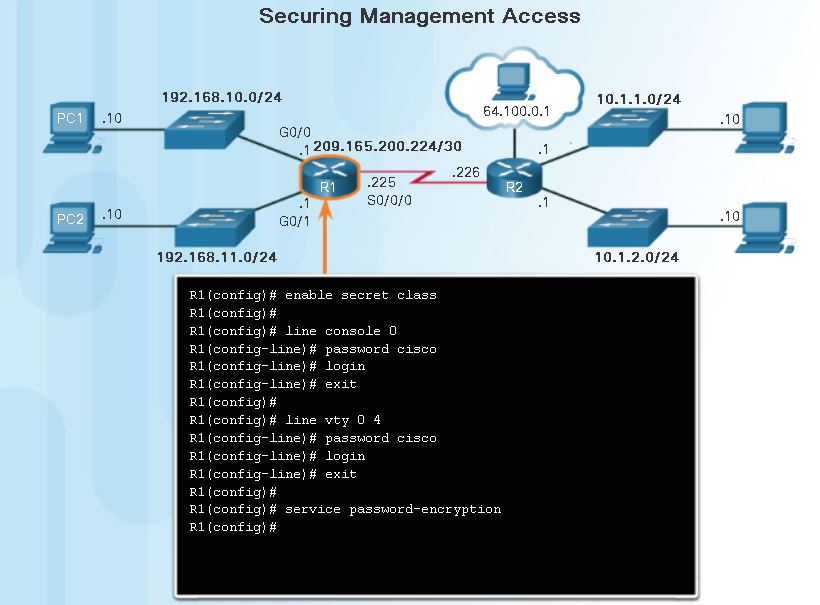 Securing Management Access
192.168.10.0/24
PC1
.10
G0/0
.1
209.165.200.224/30
64.100.0.1
10.1.1.0/24
.10
.1
R1
.225
S0/0/0
.226
R2
PC2
.10
.1
G0/1
192.168.11.0/24
.1
.10
10.1.2.0/24
R1(config)# enable secret class
R1(config)#
R1(config)# line console 0
R1(config-line)# password cisco
R1(config-line)# login
R1(config-line)# exit
R1(config)#
R1(config)# line vty 0 4
R1(config-line)# password cisco
R1(config-line)# login
R1(config-line)# exit
R1(config)#
R1(config)# service password-encryption
R1(config)#